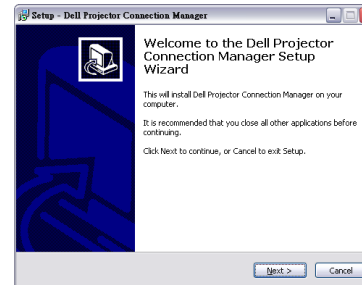 Setup - Dell Projector Connection Manager
Welcome to the Dell Projector
Connection Manager Setup
Wizard
This will install Dell Projector Connection Manager on your
computer.
It is recommended that you close all other applications before
continuing.
Click Next to continue, or Cancel to exit Setup.
Next >
Cancel